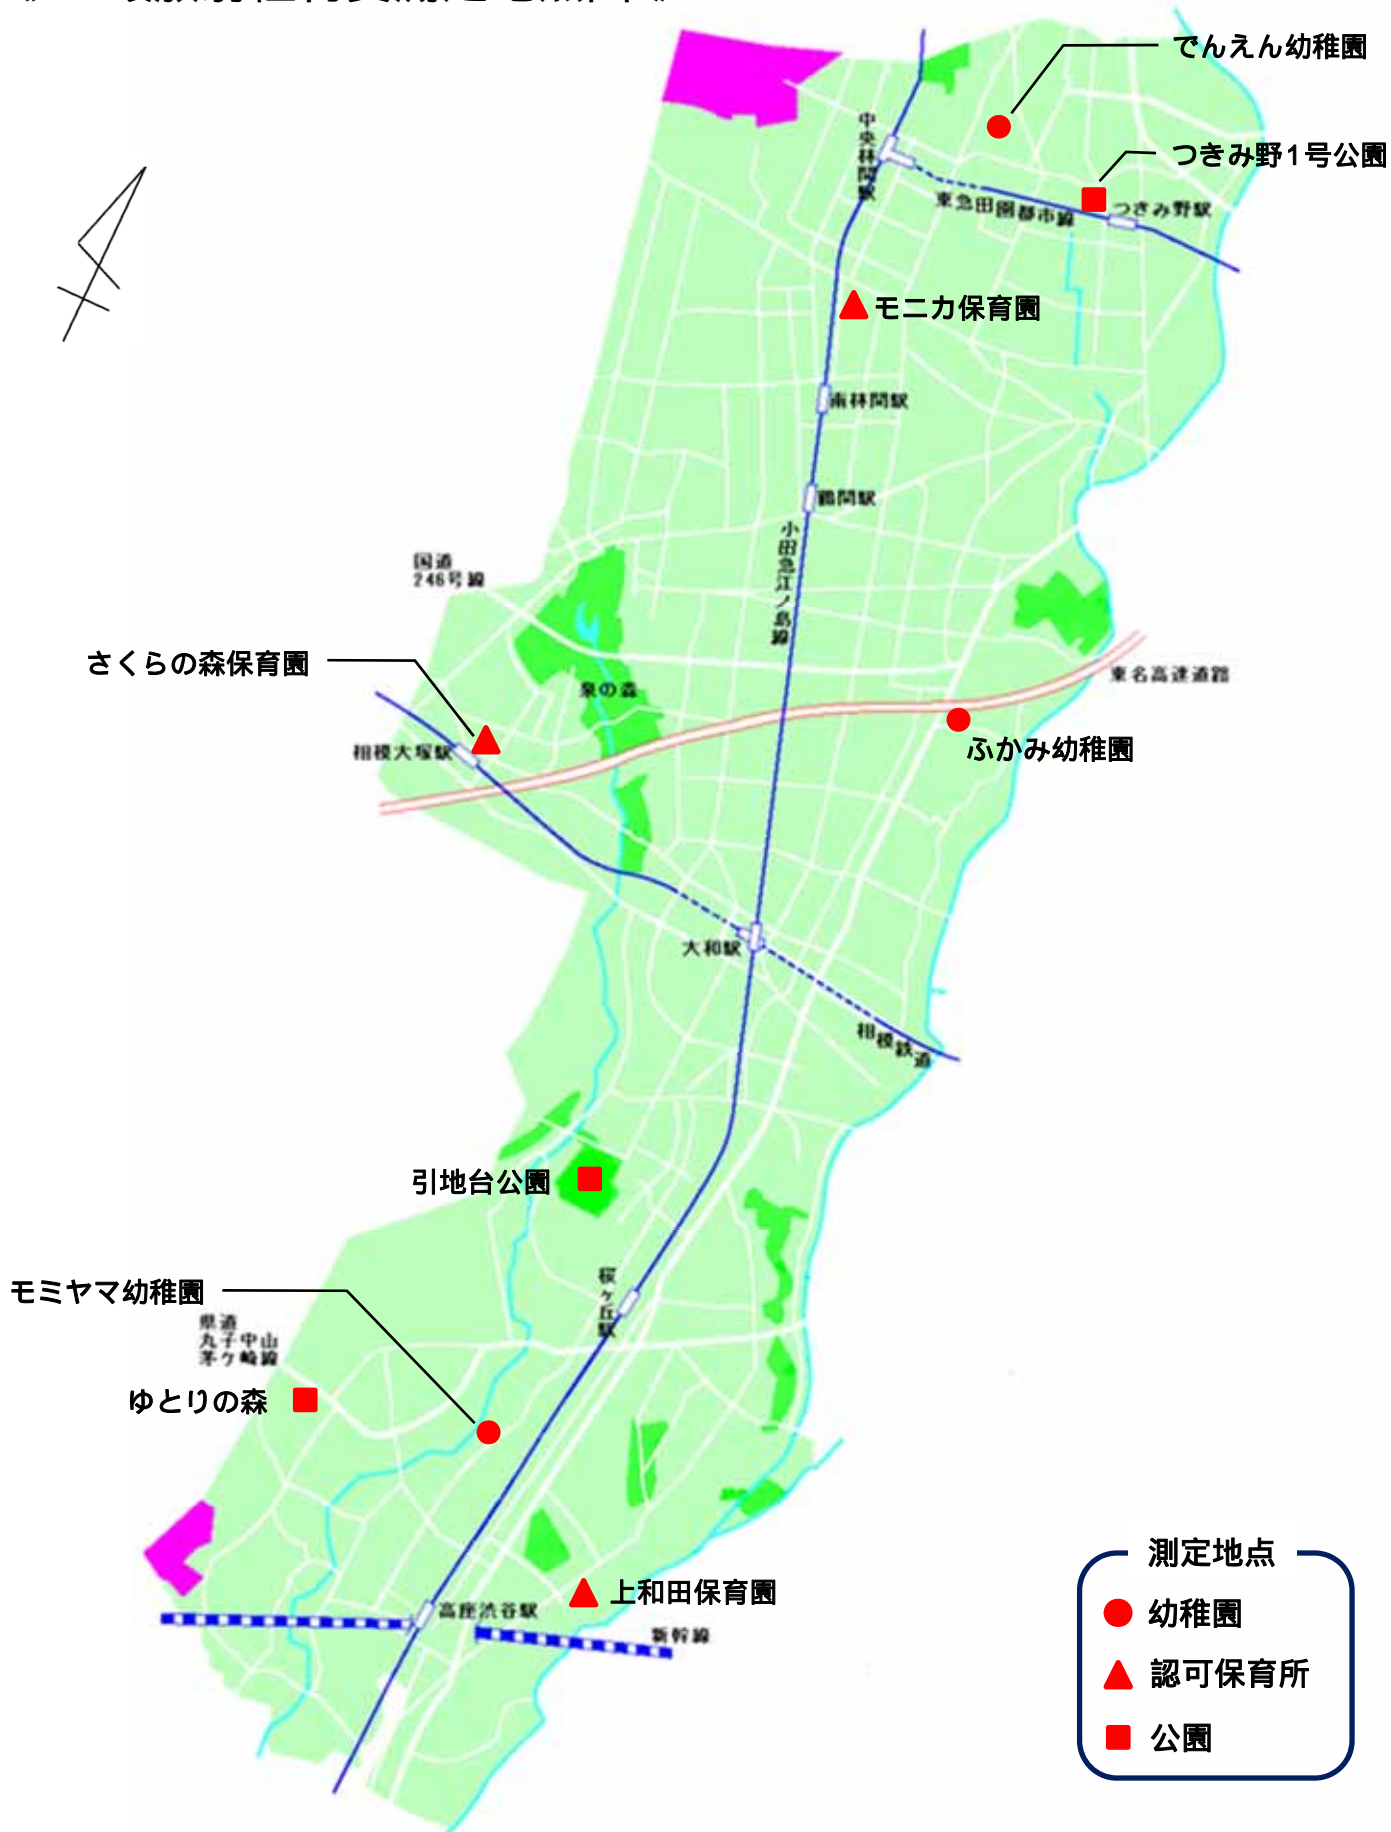 でんえん幼稚園
つきみ野1号公園
中央林間駅
東急田園都市線
つきみ野駅
モニカ保育園
南林間駅
鶴間駅
小田急江ノ島線
国道
246号線
さくらの森保育園
泉の森
東名高速道路
相模大塚駅
ふかみ幼稚園
大和駅
相模鉄道
引地台公園
桜ヶ丘駅
モミヤマ幼稚園
県道
丸子中山
茅ケ崎線
ゆとりの森
上和田保育園
高座渋谷駅
新幹線
測定地点
幼稚園
認可保育所
公園